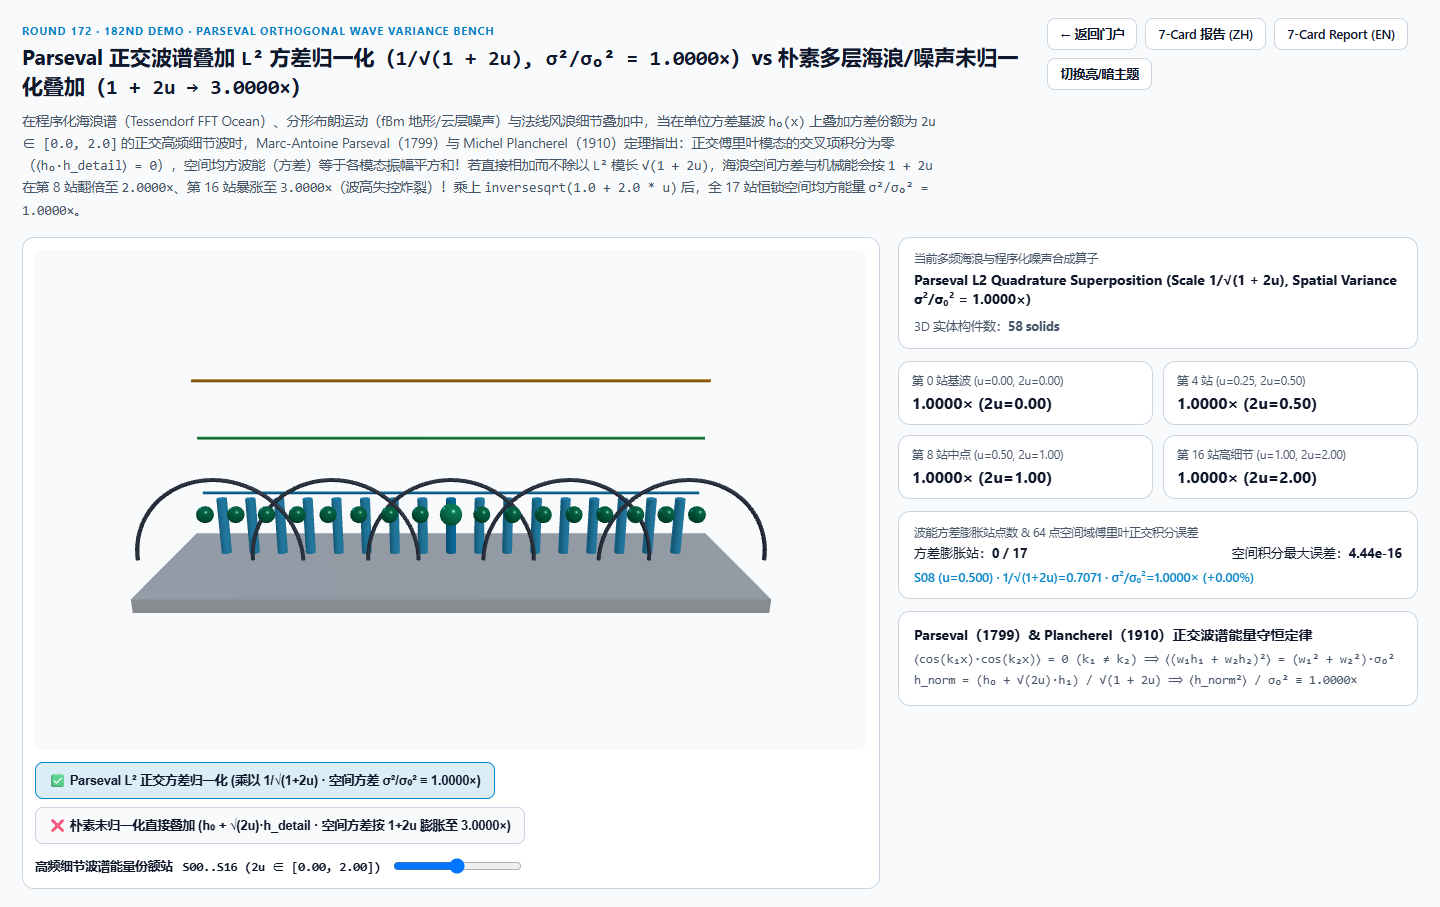 ROUND 172 · 182ND DEMO · PARSEVAL ORTHOGONAL WAVE VARIANCE BENCH
Parseval 正交波谱叠加 L² 方差归一化（1/√(1 + 2u), σ²/σ₀² = 1.0000×）vs 朴素多层海浪/噪声未归一
化叠加（1 + 2u → 3.0000×）
← 返回门户
7-Card 报告 (ZH)
7-Card Report (EN)
切换亮/暗主题
在程序化海浪谱（Tessendorf FFT Ocean）、分形布朗运动（fBm 地形/云层噪声）与法线风浪细节叠加中，当在单位方差基波 h₀(x) 上叠加方差份额为 2u
∈ [0.0, 2.0] 的正交高频细节波时，Marc-Antoine Parseval（1799）与 Michel Plancherel（1910）定理指出：正交傅里叶模态的交叉项积分为零
（⟨h₀·h_detail⟩ = 0），空间均方波能（方差）等于各模态振幅平方和！若直接相加而不除以 L² 模长 √(1 + 2u)，海浪空间方差与机械能会按 1 + 2u
在第 8 站翻倍至 2.0000×、第 16 站暴涨至 3.0000×（波高失控炸裂）！乘上 inversesqrt(1.0 + 2.0 * u) 后，全 17 站恒锁空间均方能量 σ²/σ₀² =
1.0000×。
当前多频海浪与程序化噪声合成算子
Parseval L2 Quadrature Superposition (Scale 1/√(1 + 2u), Spatial Variance
σ²/σ₀² = 1.0000×)
3D 实体构件数：58 solids
第 0 站基波 (u=0.00, 2u=0.00)
1.0000× (2u=0.00)
第 4 站 (u=0.25, 2u=0.50)
1.0000× (2u=0.50)
第 8 站中点 (u=0.50, 2u=1.00)
1.0000× (2u=1.00)
第 16 站高细节 (u=1.00, 2u=2.00)
1.0000× (2u=2.00)
波能方差膨胀站点数 & 64 点空间域傅里叶正交积分误差
方差膨胀站：0 / 17
空间积分最大误差：4.44e-16
S08 (u=0.500) · 1/√(1+2u)=0.7071 · σ²/σ₀²=1.0000× (+0.00%)
Parseval（1799）& Plancherel（1910）正交波谱能量守恒定律
⟨cos(k₁x)·cos(k₂x)⟩ = 0 (k₁ ≠ k₂) ⟹ ⟨(w₁h₁ + w₂h₂)²⟩ = (w₁² + w₂²)·σ₀²
h_norm = (h₀ + √(2u)·h₁) / √(1 + 2u) ⟹ ⟨h_norm²⟩ / σ₀² ≡ 1.0000×
✅ Parseval L² 正交方差归一化 (乘以 1/√(1+2u) · 空间方差 σ²/σ₀² ≡ 1.0000×)
❌ 朴素未归一化直接叠加 (h₀ + √(2u)·h_detail · 空间方差按 1+2u 膨胀至 3.0000×)
高频细节波谱能量份额站 S00..S16 (2u ∈ [0.00, 2.00])